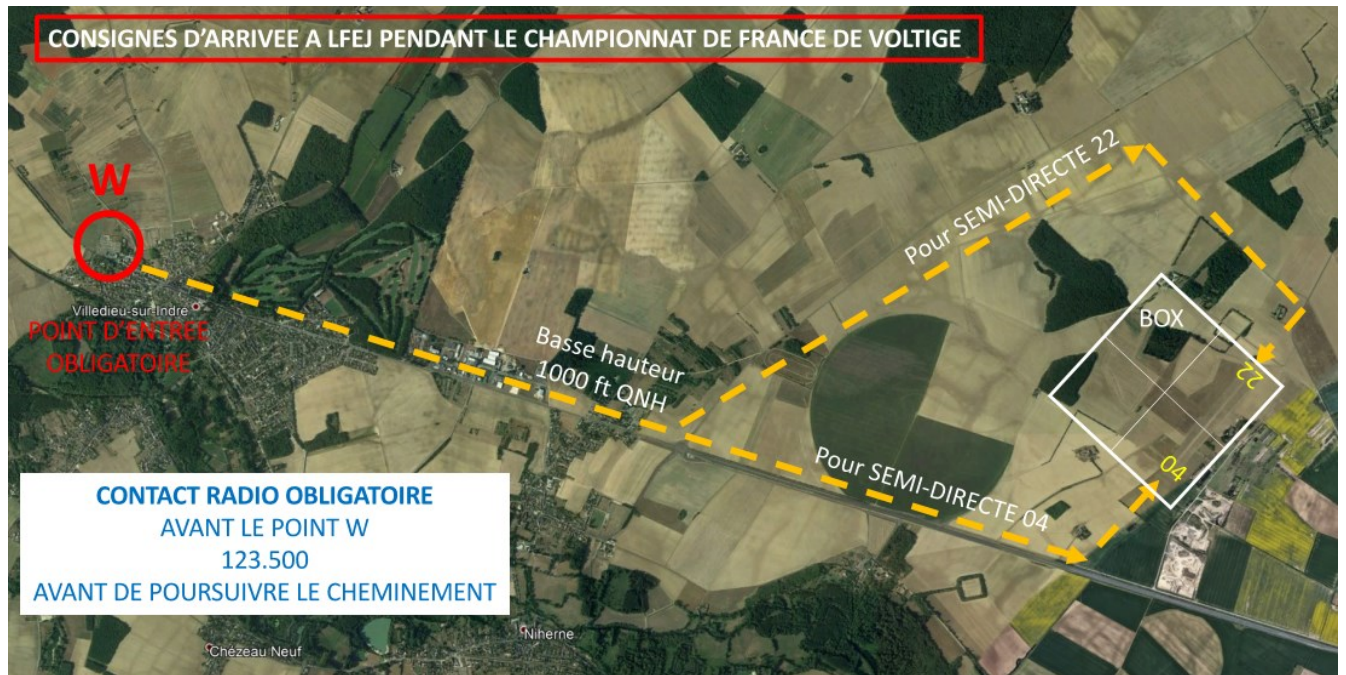 CONSIGNES D'ARRIVEE A LFEJ PENDANT LE CHAMPIONNAT DE FRANCE DE VOLTIGE
W
Villedieu-sur-Indre
POINT D'ENTREE
OBLIGATOIRE
Basse hauteur
1000 ft QNH
Pour SEMI-DIRECTE 22
BOX
22
04
Pour SEMI-DIRECTE 04
CONTACT RADIO OBLIGATOIRE
AVANT LE POINT W
123.500
AVANT DE POURSUIVRE LE CHEMINEMENT
Niherne
Chézeau Neuf